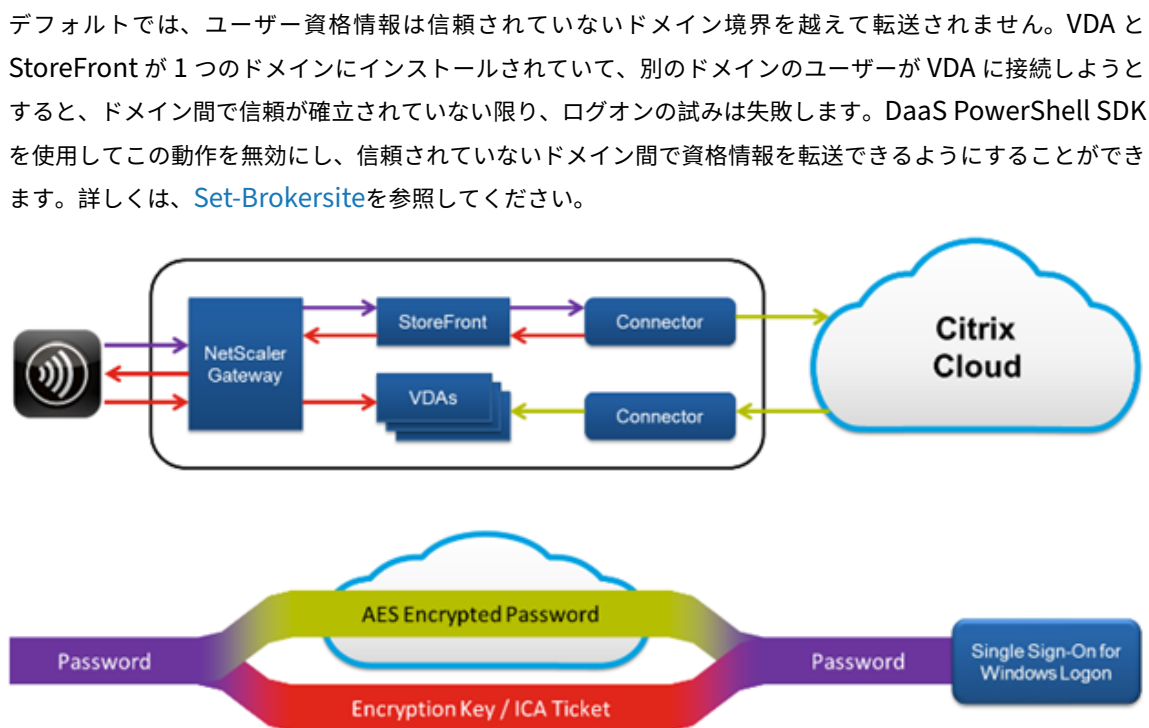 デフォルトでは、ユーザー資格情報は信頼されていないドメイン境界を越えて転送されません。VDA と
StoreFront が 1 つのドメインにインストールされていて、別のドメインのユーザーが VDA に接続しようと
すると、ドメイン間で信頼が確立されていない限り、ログオンの試みは失敗します。DaaS PowerShell SDK
を使用してこの動作を無効にし、信頼されていないドメイン間で資格情報を転送できるようにすることができ
ます。詳しくは、Set-Brokersiteを参照してください。
NetScaler
Gateway
StoreFront
Connector
VDAs
Connector
Citrix
Cloud
AES Encrypted Password
Password
Encryption Key / ICA Ticket
Password
Single Sign-On for
Windows Logon